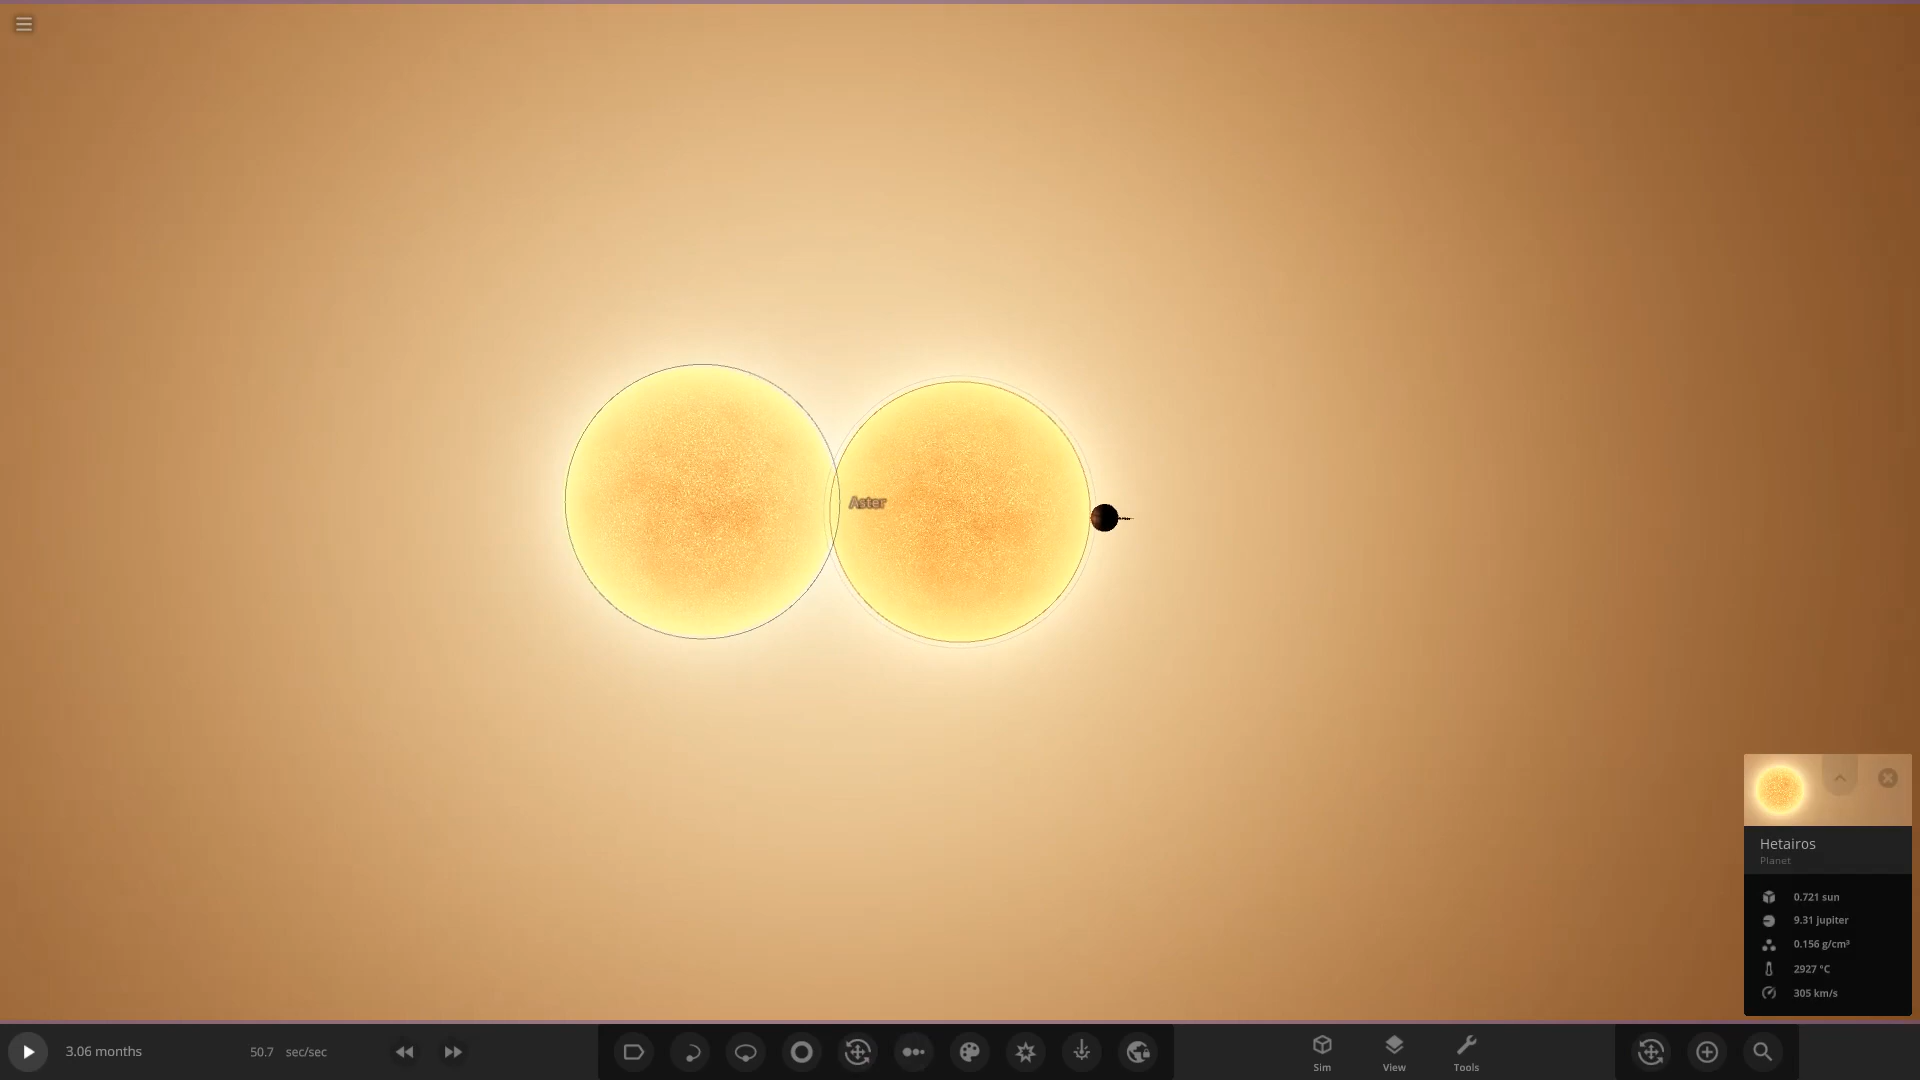 Aster
Hetairos
Planet
0.721 sun
9.31 jupiter
0.156 g/cm³
2927 °C
305 km/s
3.06 months
50.7 sec/sec
Sim
View
Tools